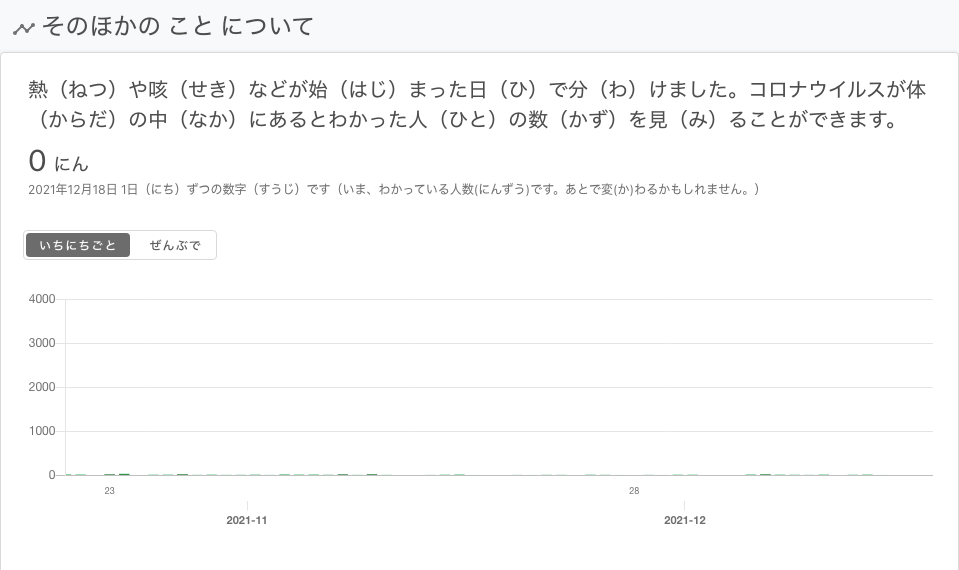 そのほかの こと について
熱（ねつ）や咳（せき）などが始（はじ）まった日（ひ）で分（わ）けました。コロナウイルスが体
（からだ）の中（なか）にあるとわかった人（ひと）の数（かず）を見（み）ることができます。
0 にん
2021年12月18日 1日（にち）ずつの数字（すうじ）です（いま、わかっている人数(にんずう)です。あとで変(か)わるかもしれません。）
いちにちごと ぜんぶで
4000
3000
2000
1000
0
23 28
2021-11 2021-12